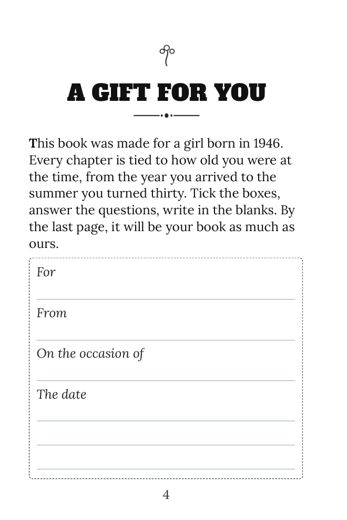 A GIFT FOR YOU
This book was made for a girl born in 1946.
Every chapter is tied to how old you were at
the time, from the year you arrived to the
summer you turned thirty. Tick the boxes,
answer the questions, write in the blanks. By
the last page, it will be your book as much as
ours.
For
From
On the occasion of
The date
4